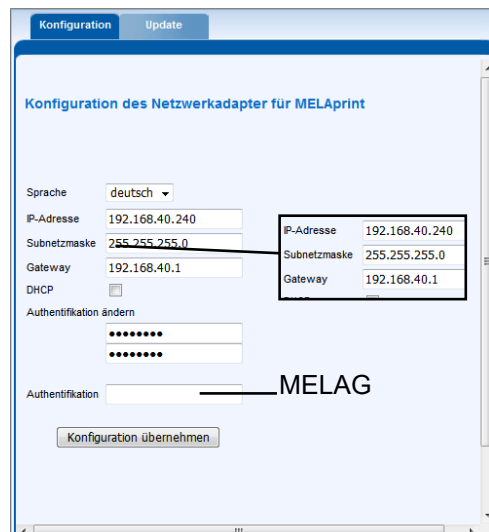 Konfiguration Update
Konfiguration des Netzwerkadapter für MELAprint
Sprache deutsch
IP-Adresse 192.168.40.240
Subnetzmaske 255.255.255.0
Gateway 192.168.40.1
DHCP
Authentifikation ändern
••••••••
••••••••
Authentifikation
Konfiguration übernehmen
IP-Adresse 192.168.40.240
Subnetzmaske 255.255.255.0
Gateway 192.168.40.1
MELAG